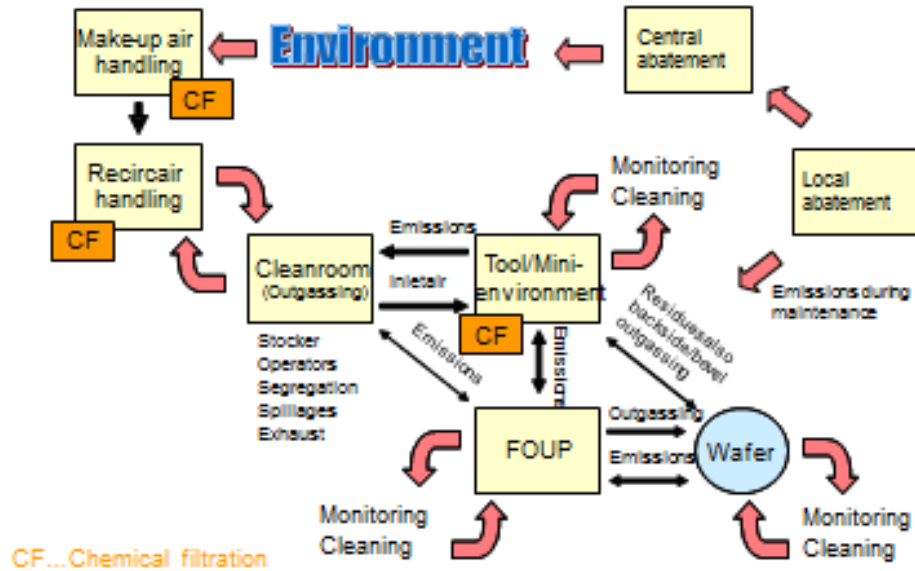 Make-up air
handling
CF
Environment
Central
abatement
Recircair
handling
CF
Monitoring
Cleaning
Local
abatement
Emissions
Cleanroom
(Outgassing)
Inletair
Tool/Mini-
environment
CF
Emissions during
maintenance
Stocker
Operators
Segregation
Spillages
Exhaust
Emissions
Emissions
Residuesalso
backside/bevel
outgassing
FOUP
Outgassing
Emissions
Wafer
Monitoring
Cleaning
Monitoring
Cleaning
CF...Chemical filtration